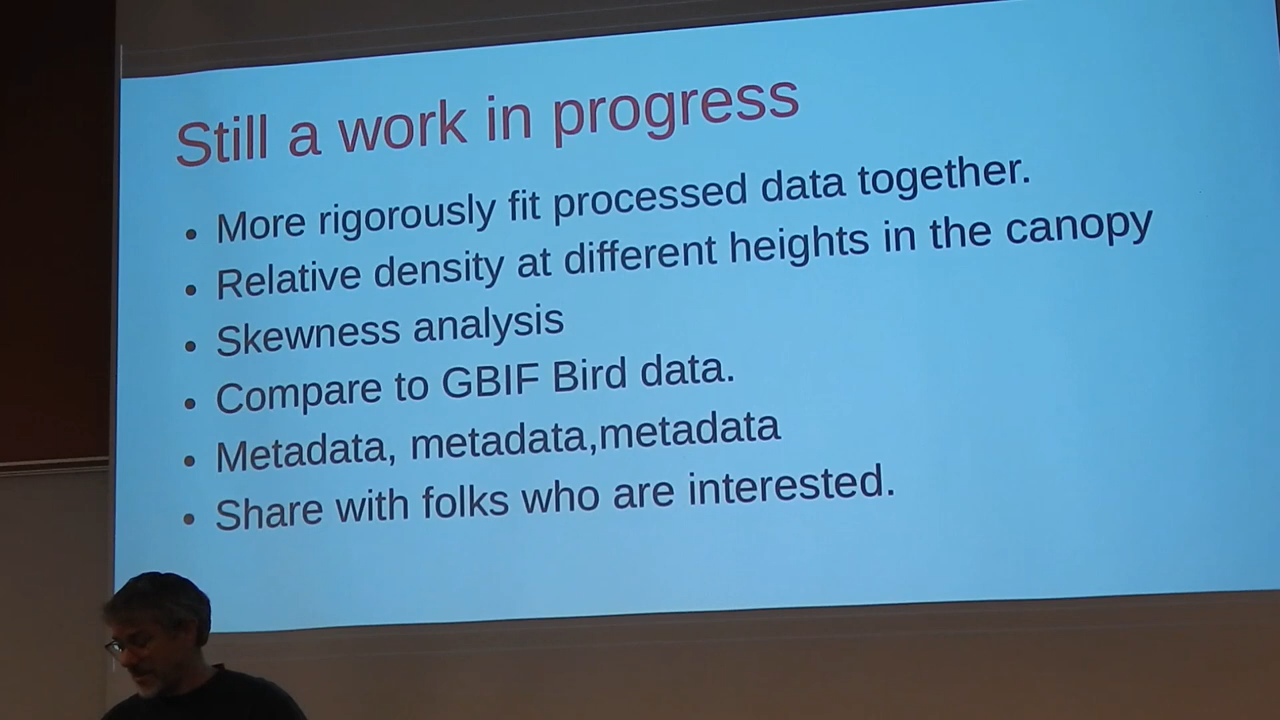 Still a work in progress
• More rigorously fit processed data together.
• Relative density at different heights in the canopy
• Skewness analysis
• Compare to GBIF Bird data.
• Metadata, metadata,metadata
• Share with folks who are interested.